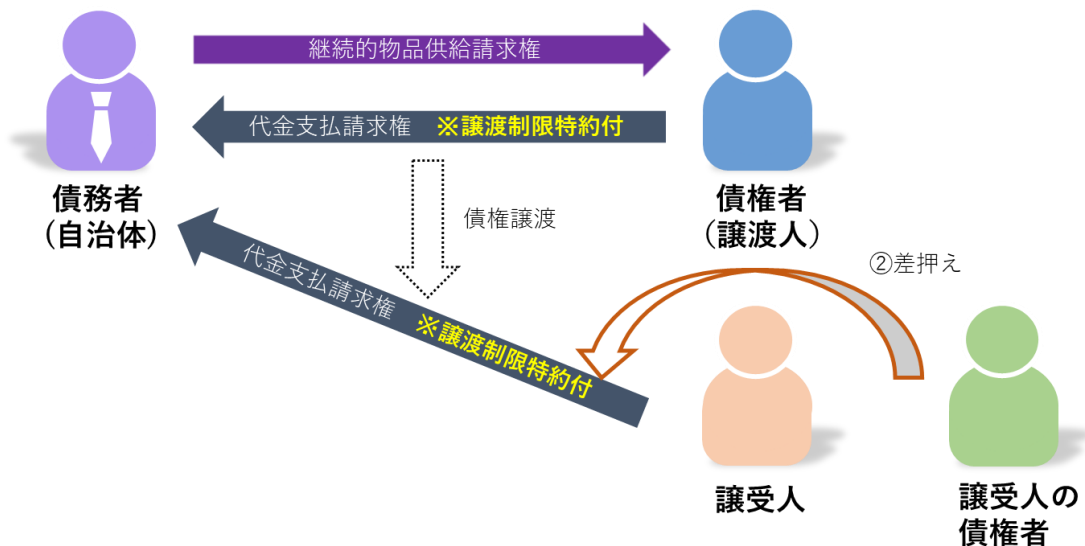 継続的物品供給請求権
代金支払請求権 ※譲渡制限特約付
債務者
(自治体)
債権者
(譲渡人)
債権譲渡
代金支払請求権 ※譲渡制限特約付
②差押え
譲受人
譲受人の
債権者